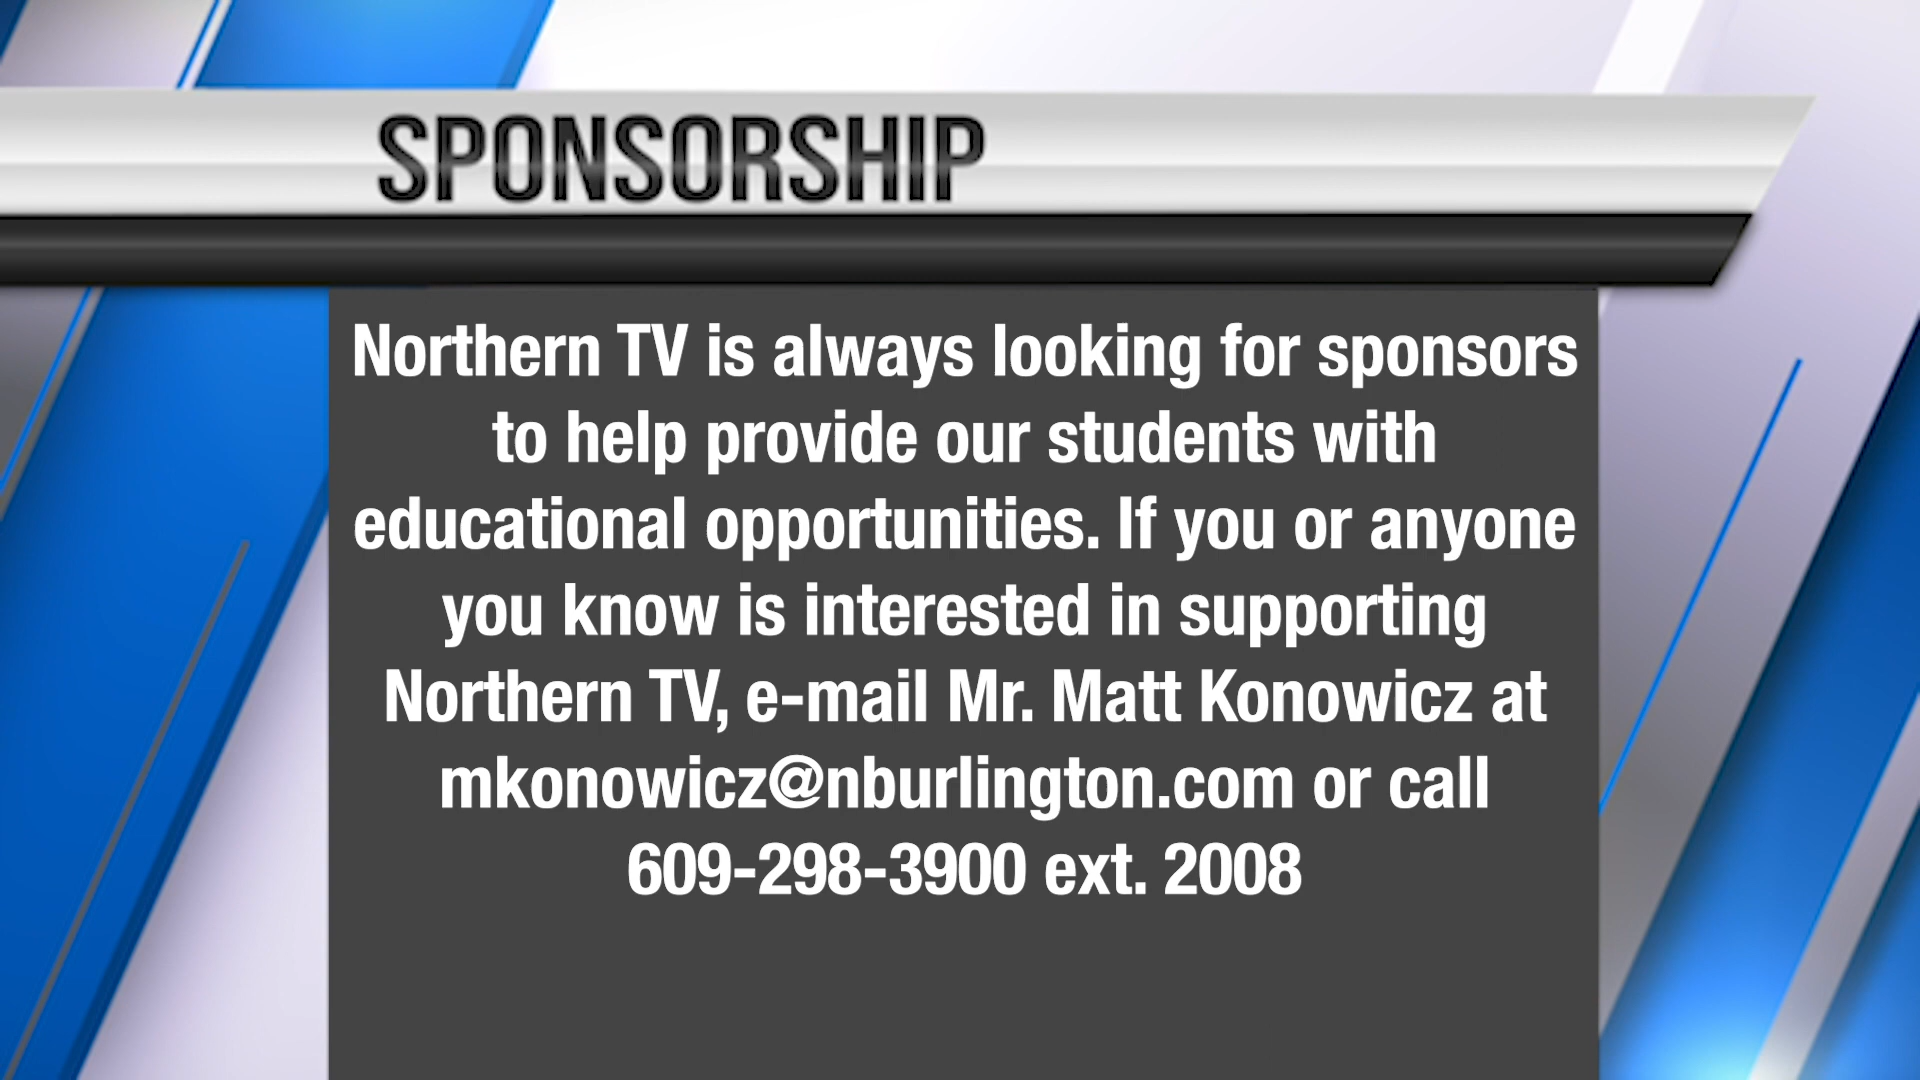 SPONSORSHIP
Northern TV is always looking for sponsors
to help provide our students with
educational opportunities. If you or anyone
you know is interested in supporting
Northern TV, e-mail Mr. Matt Konowicz at
mkonowicz@nburlington.com or call
609-298-3900 ext. 2008